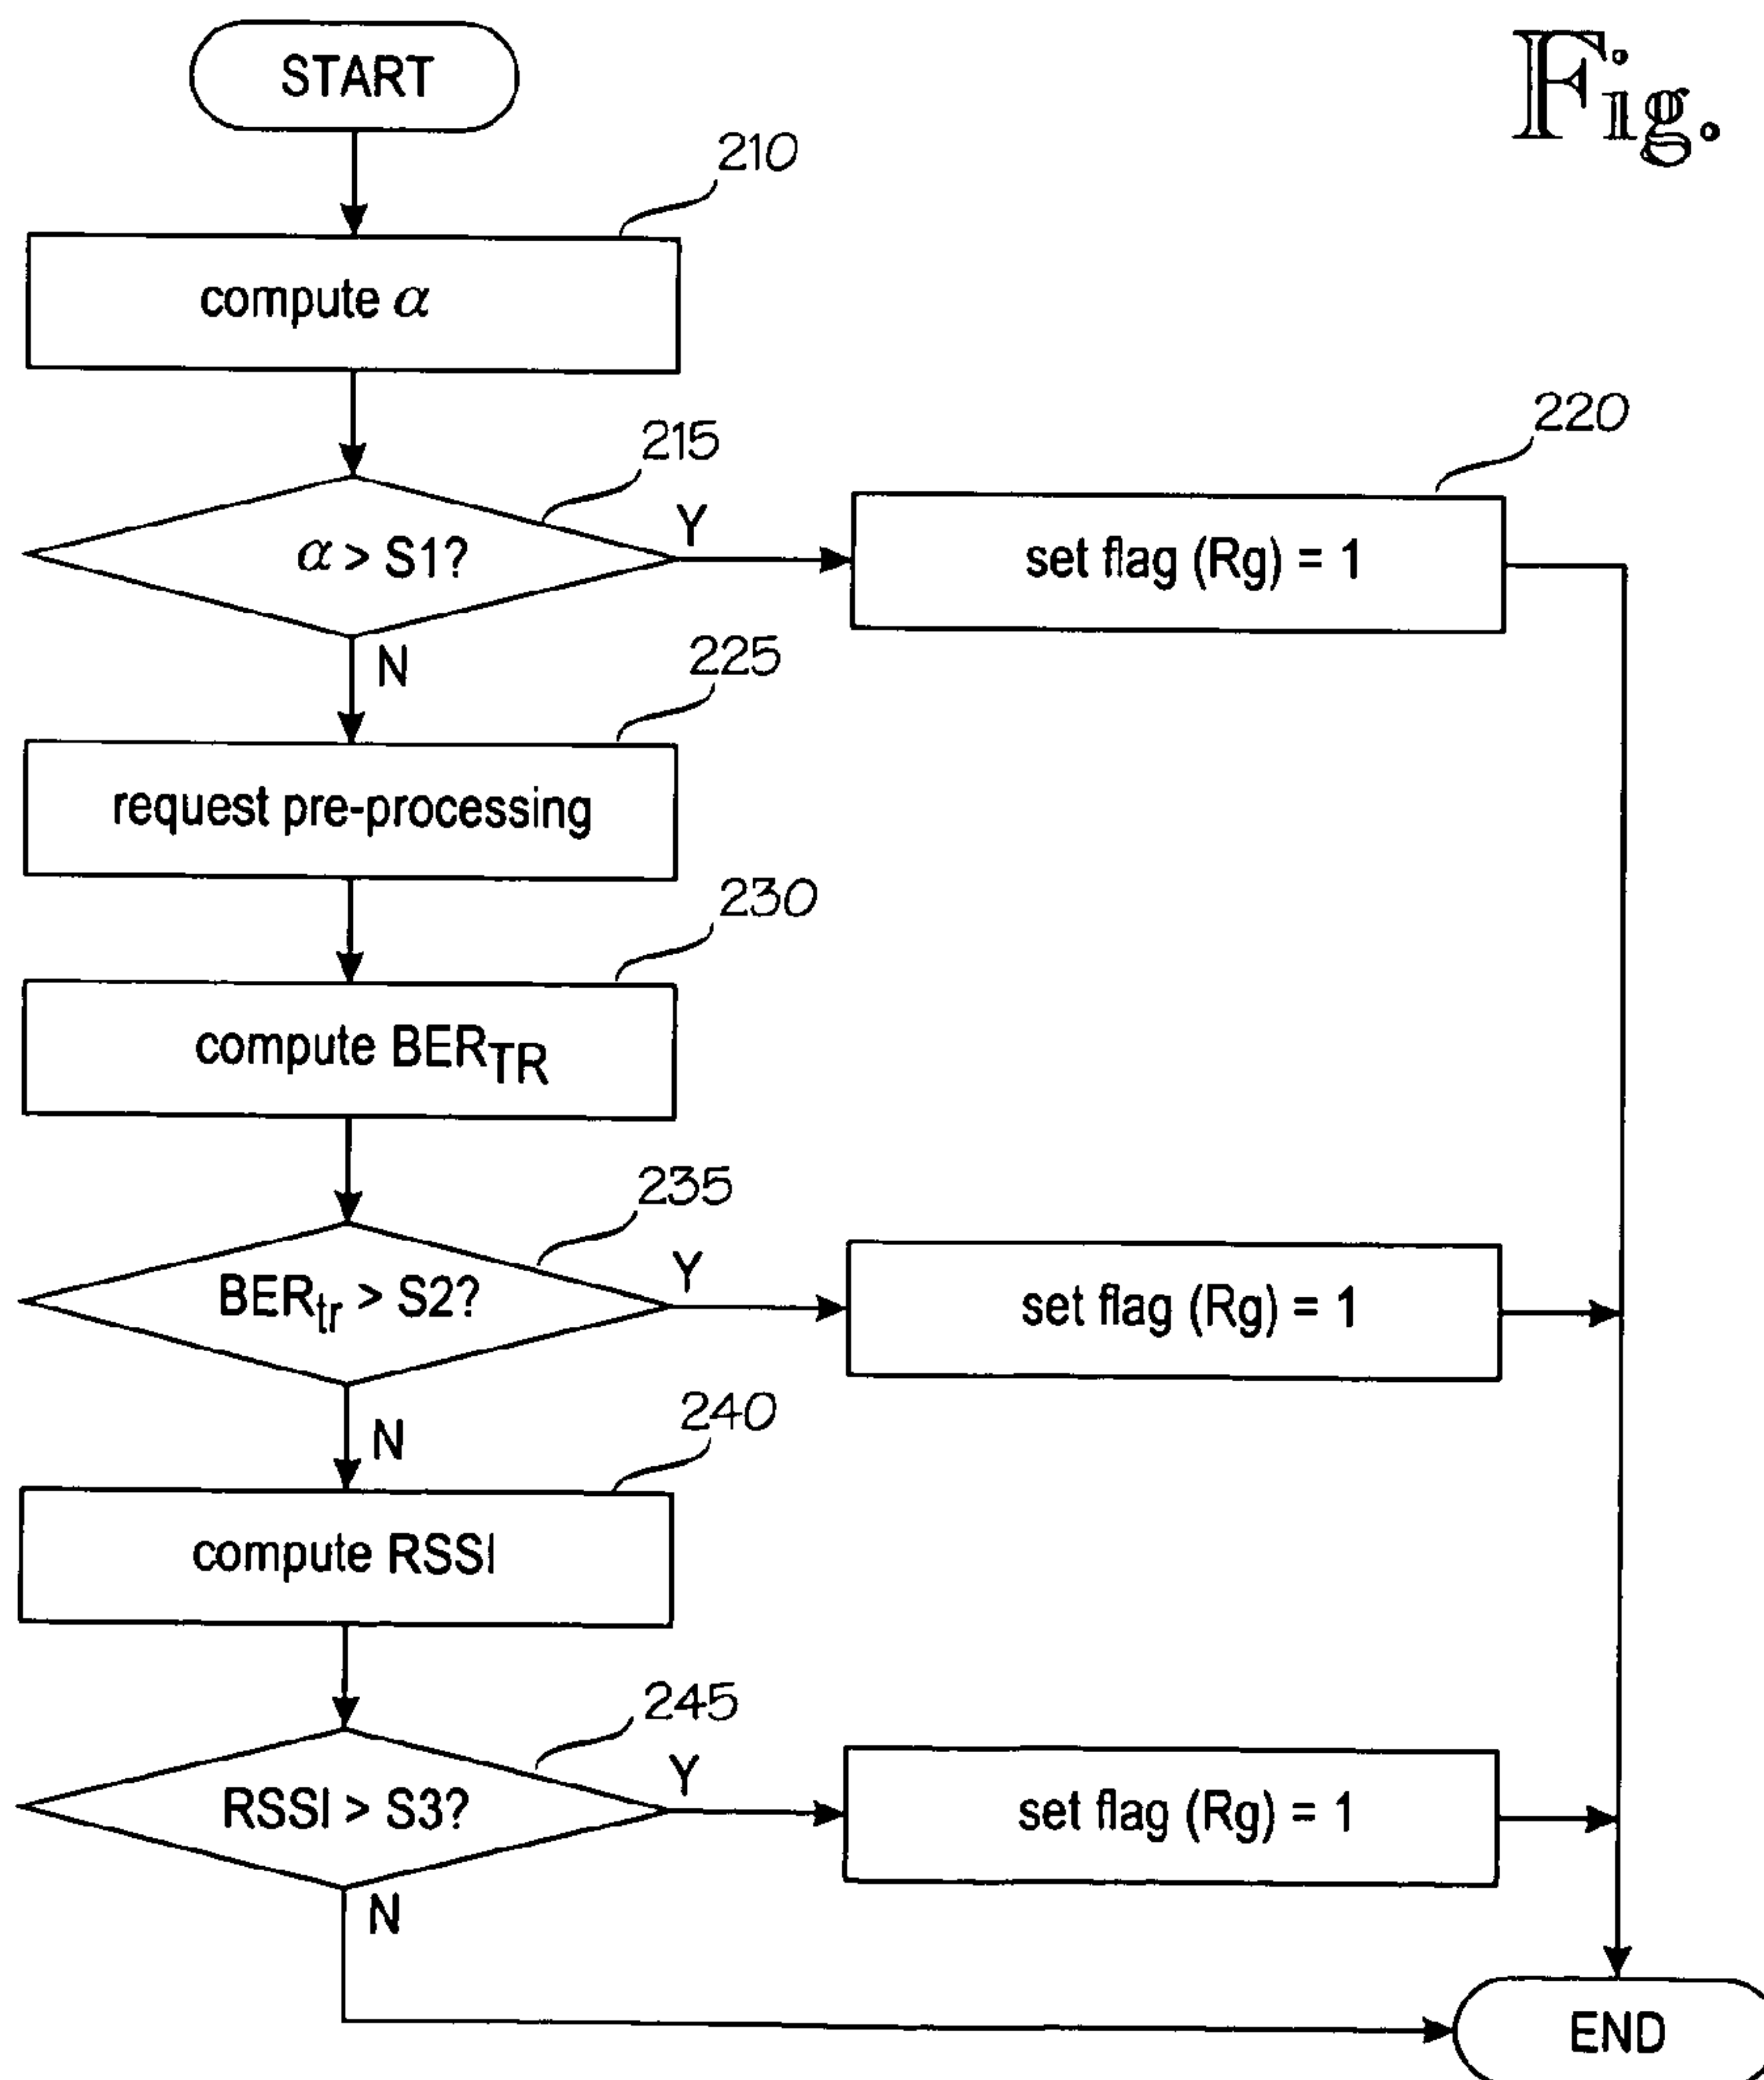 START
Fig.
210
compute α
215
220
α > S1?
Y
set flag (Rg) = 1
N
225
request pre-processing
230
compute BER_TR
235
BER_tr > S2?
Y
set flag (Rg) = 1
N
240
compute RSSI
245
RSSI > S3?
Y
set flag (Rg) = 1
N
END